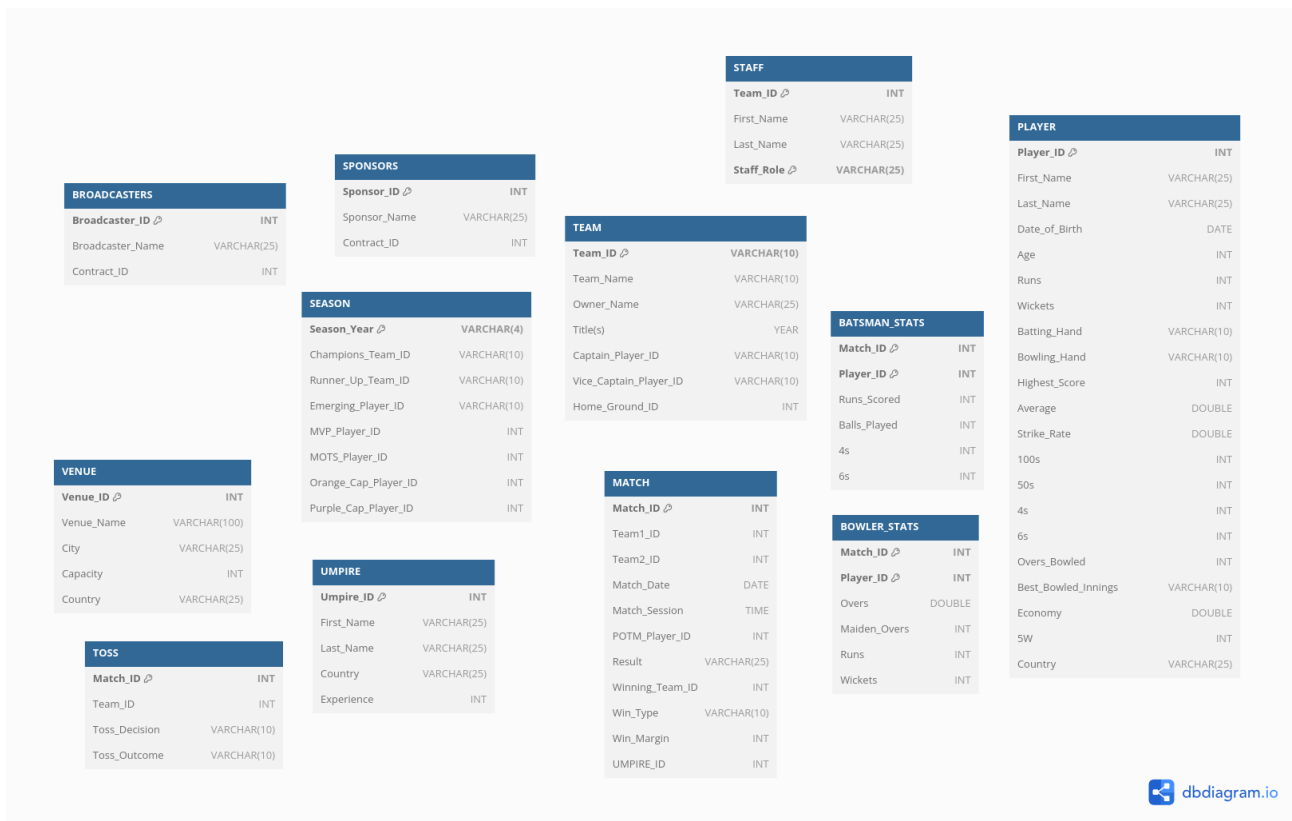 STAFF
Team_ID INT
First_Name VARCHAR(25)
Last_Name VARCHAR(25)
Staff_Role VARCHAR(25)
PLAYER
Player_ID INT
First_Name VARCHAR(25)
Last_Name VARCHAR(25)
Date_of_Birth DATE
Age INT
Runs INT
Wickets INT
Batting_Hand VARCHAR(10)
Bowling_Hand VARCHAR(10)
Highest_Score INT
Average DOUBLE
Strike_Rate DOUBLE
100s INT
50s INT
4s INT
6s INT
Overs_Bowled INT
Best_Bowled_Innings VARCHAR(10)
Economy DOUBLE
5W INT
Country VARCHAR(25)
SPONSORS
Sponsor_ID INT
Sponsor_Name VARCHAR(25)
Contract_ID INT
BROADCASTERS
Broadcaster_ID INT
Broadcaster_Name VARCHAR(25)
Contract_ID INT
TEAM
Team_ID VARCHAR(10)
Team_Name VARCHAR(10)
Owner_Name VARCHAR(25)
Title(s) YEAR
Captain_Player_ID VARCHAR(10)
Vice_Captain_Player_ID VARCHAR(10)
Home_Ground_ID INT
SEASON
Season_Year VARCHAR(4)
Champions_Team_ID VARCHAR(10)
Runner_Up_Team_ID VARCHAR(10)
Emerging_Player_ID VARCHAR(10)
MVP_Player_ID INT
MOTS_Player_ID INT
Orange_Cap_Player_ID INT
Purple_Cap_Player_ID INT
BATSMAN_STATS
Match_ID INT
Player_ID INT
Runs_Scored INT
Balls_Played INT
4s INT
6s INT
VENUE
Venue_ID INT
Venue_Name VARCHAR(100)
City VARCHAR(25)
Capacity INT
Country VARCHAR(25)
MATCH
Match_ID INT
Team1_ID INT
Team2_ID INT
Match_Date DATE
Match_Session TIME
POTM_Player_ID INT
Result VARCHAR(25)
Winning_Team_ID INT
Win_Type VARCHAR(10)
Win_Margin INT
UMPIRE_ID INT
BOWLER_STATS
Match_ID INT
Player_ID INT
Overs DOUBLE
Maiden_Overs INT
Runs INT
Wickets INT
UMPIRE
Umpire_ID INT
First_Name VARCHAR(25)
Last_Name VARCHAR(25)
Country VARCHAR(25)
Experience INT
TOSS
Match_ID INT
Team_ID INT
Toss_Decision VARCHAR(10)
Toss_Outcome VARCHAR(10)
dbdiagram.io